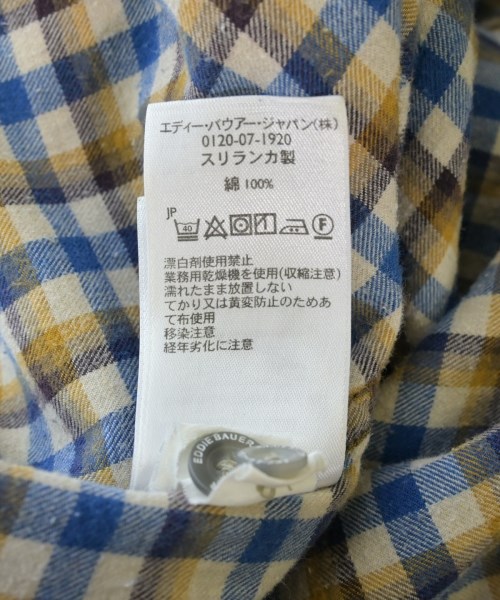 エディー・バウアー・ジャパン(株)
0120-07-1920
スリランカ製
綿 100%
JP
40
F
漂白剤使用禁止
業務用乾燥機を使用(収縮注意)
濡れたまま放置しない
てかり又は黄変防止のためあ
て布使用
移染注意
経年劣化に注意
EDDIE BAUER